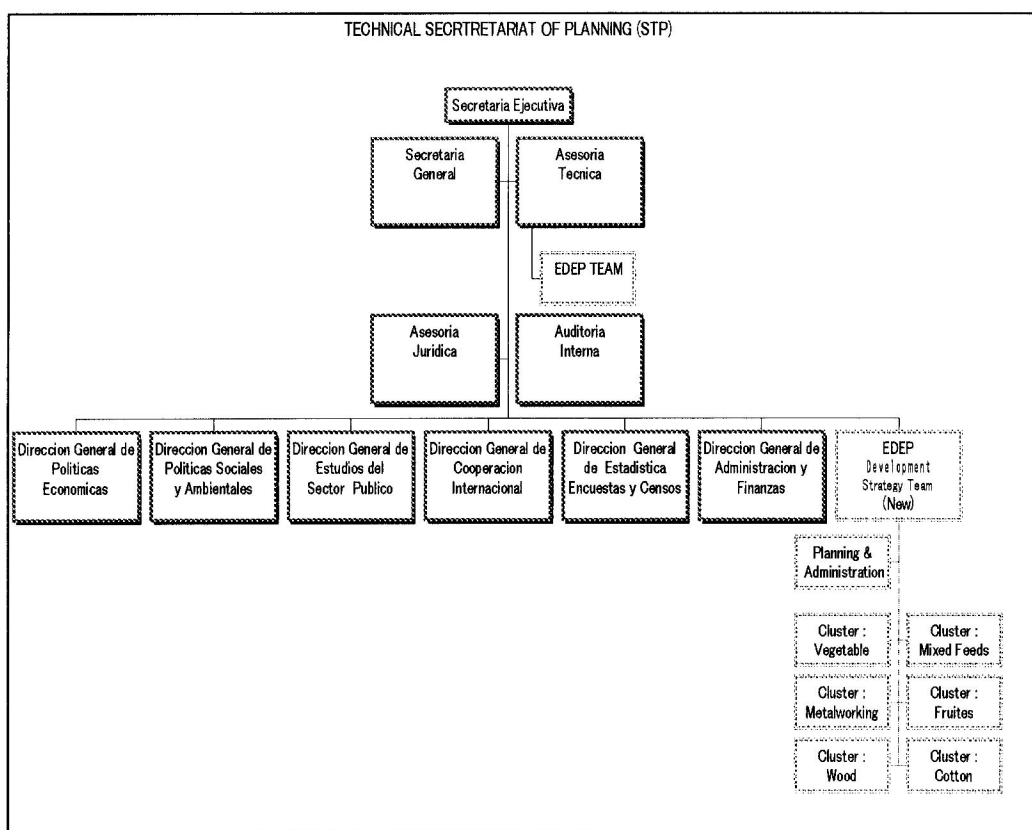 TECHNICAL SECRTRETARIAT OF PLANNING (STP)
Secretaria Ejecutiva
Secretaria
General
Asesoria
Tecnica
EDEP TEAM
Asesoria
Juridica
Auditoria
Interna
Direccion General de
Politicas
Economicas
Direccion General de
Politicas Sociales
y Ambientales
Direccion General de
Estudios del
Sector Publico
Direccion General de
Cooperacion
Internacional
Direccion General
de Estadistica
Encuestas y Censos
Direccion General de
Administracion y
Finanzas
EDEP
Development
Strategy Team
(New)
Planning &
Administration
Cluster :
Vegetable
Cluster :
Mixed Feeds
Cluster :
Metalworking
Cluster :
Fruites
Cluster :
Wood
Cluster :
Cotton